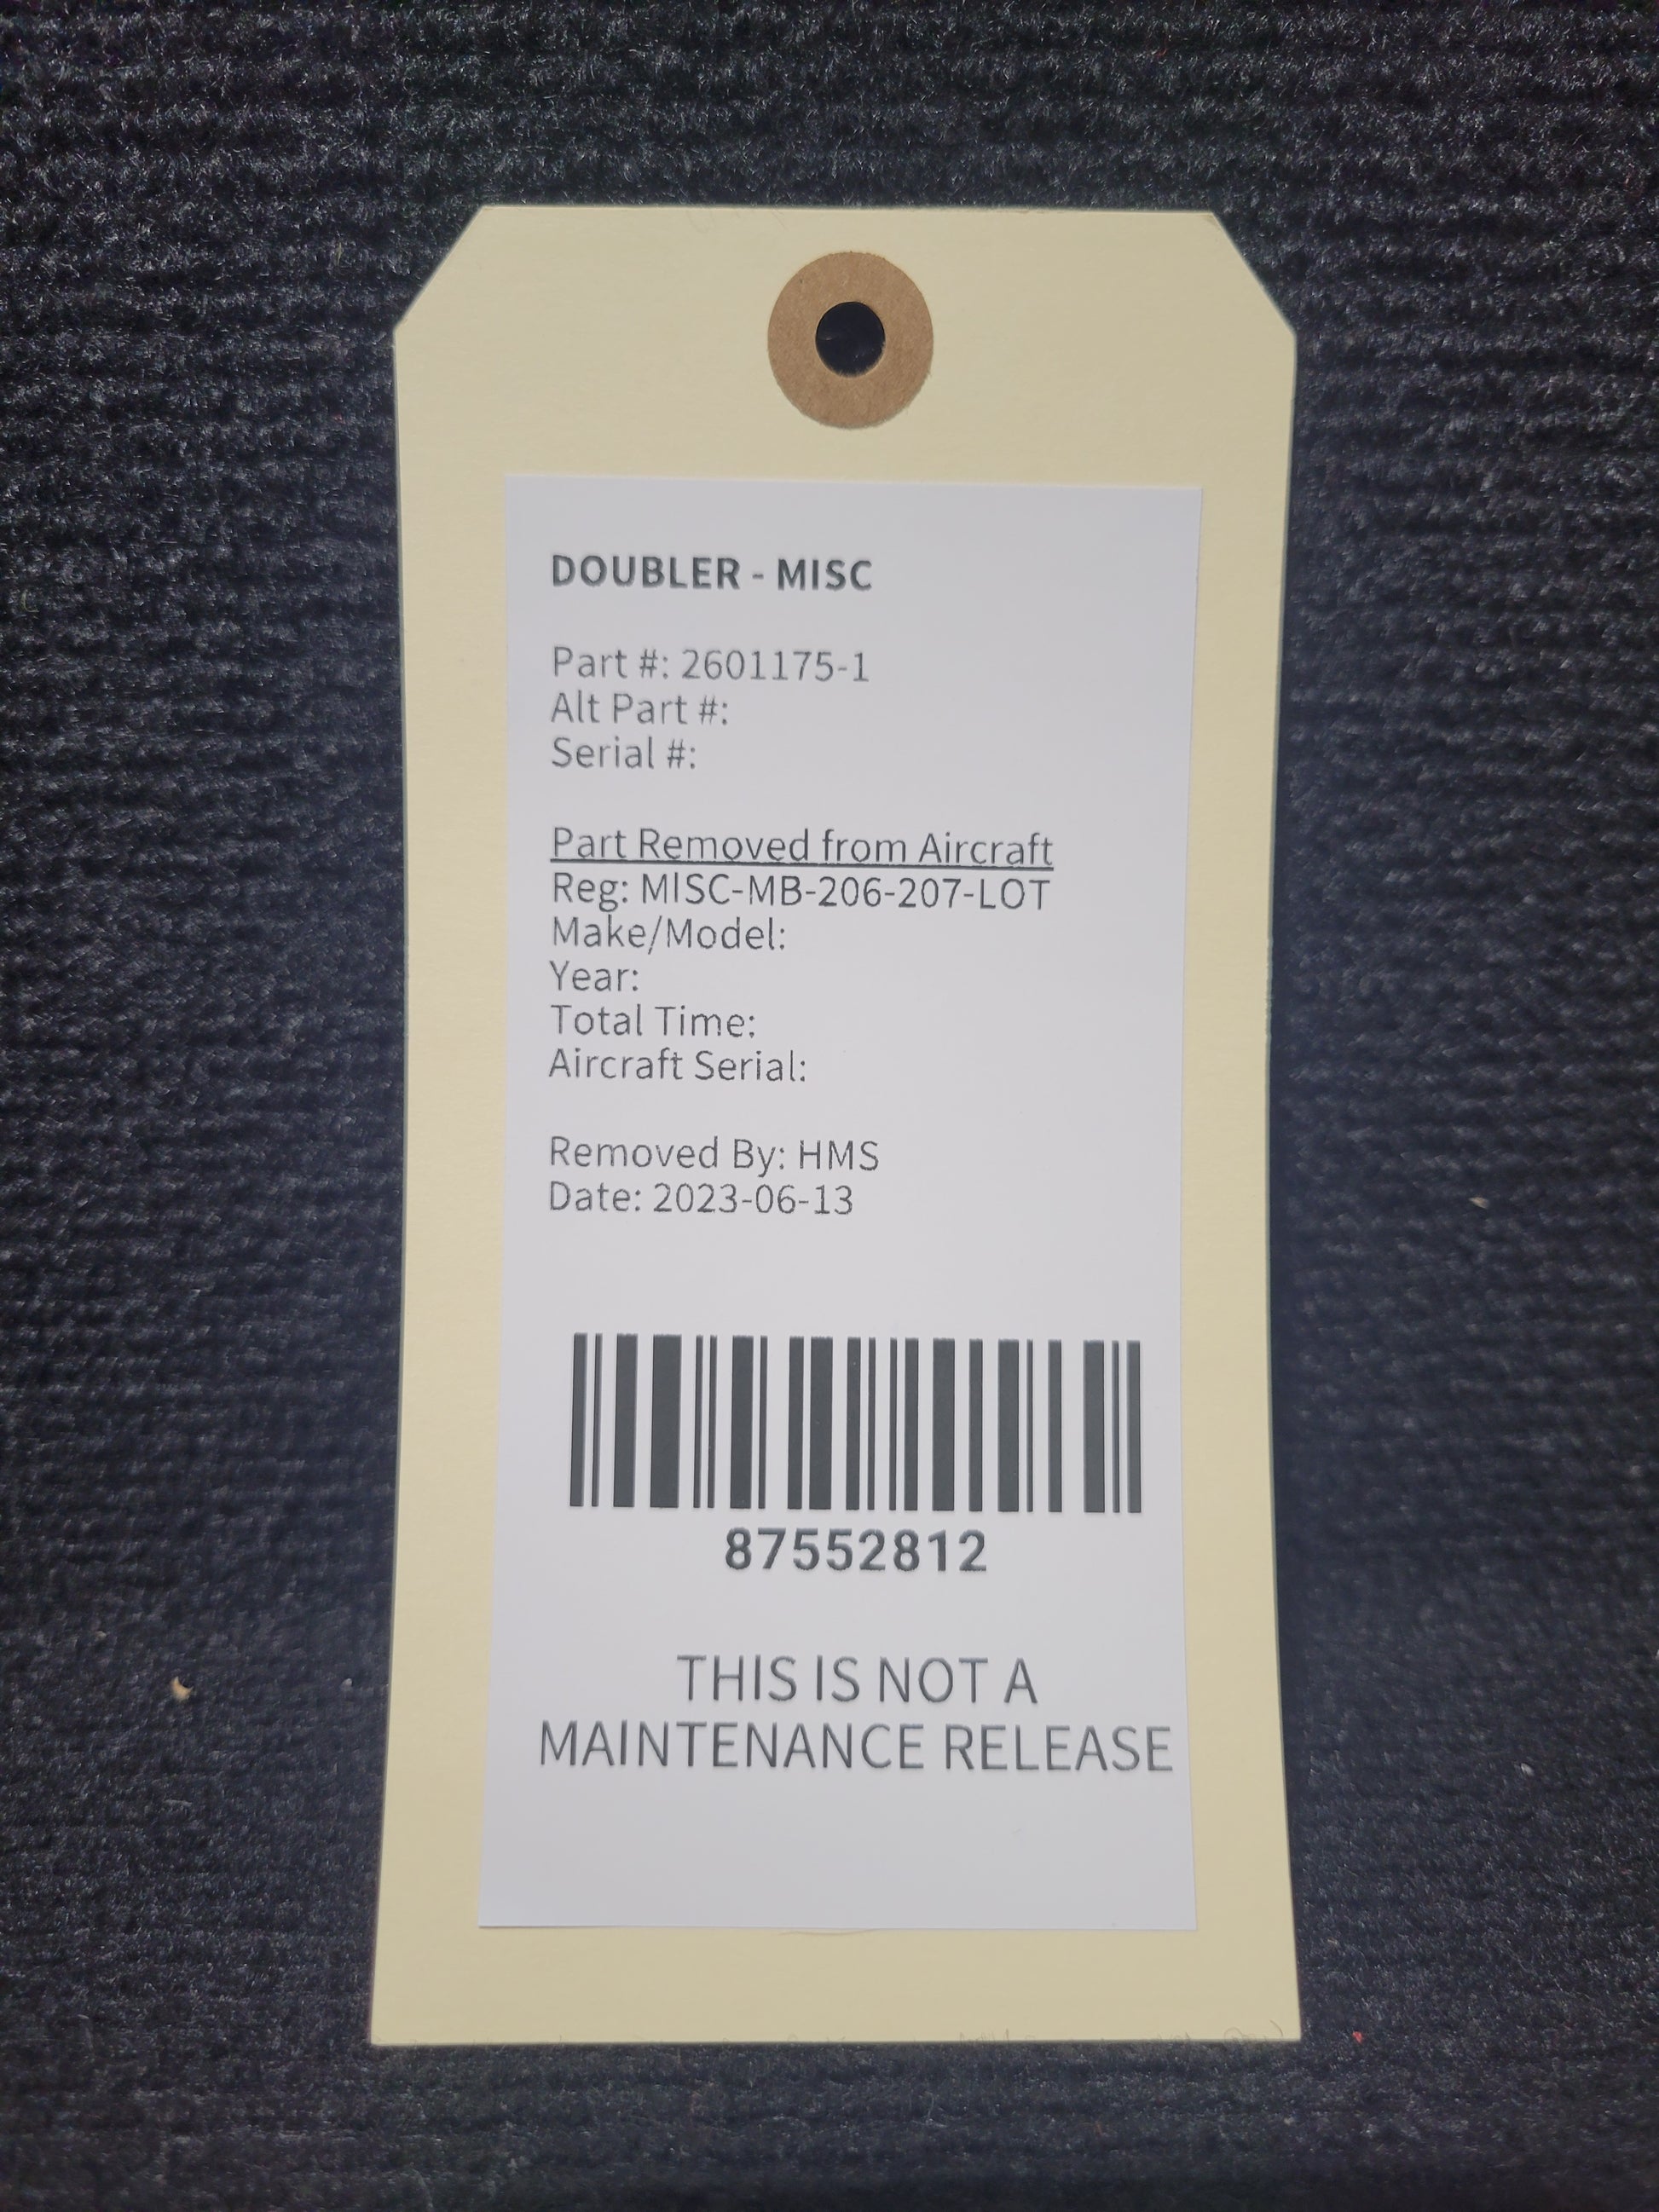 DOUBLER - MISC
Part #: 2601175-1
Alt Part #:
Serial #:
Part Removed from Aircraft
Reg: MISC-MB-206-207-LOT
Make/Model:
Year:
Total Time:
Aircraft Serial:
Removed By: HMS
Date: 2023-06-13
87552812
THIS IS NOT A
MAINTENANCE RELEASE